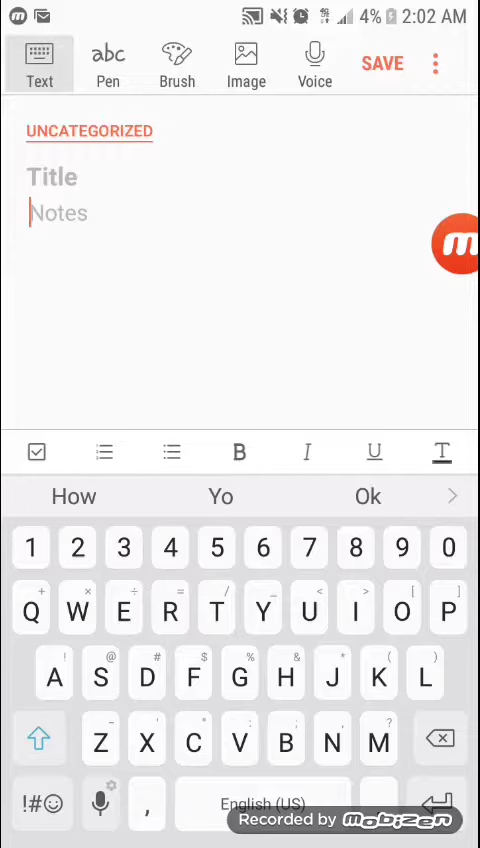 4% 2:02 AM
Text abc Pen Brush Image Voice SAVE
UNCATEGORIZED
Title
Notes
B I U T
How Yo Ok
1 2 3 4 5 6 7 8 9 0
Q W E R T Y U I O P
A S D F G H J K L
Z X C V B N M
!#☺ , English (US)
Recorded by mobizen